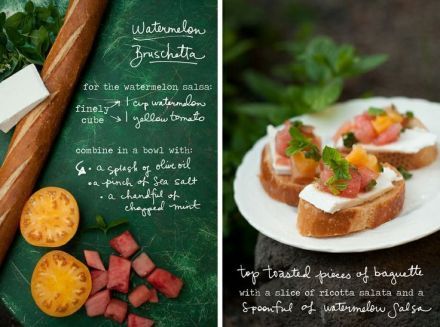 Watermelon
Bruschetta
for the watermelon salsa:
finely cube → 1 cup watermelon
→ 1 yellow tomato
combine in a bowl with:
• a splash of olive oil
• a pinch of sea salt
• a handful of
chopped mint
top toasted pieces of baguette
with a slice of ricotta salata and a
spoonful of watermelon salsa